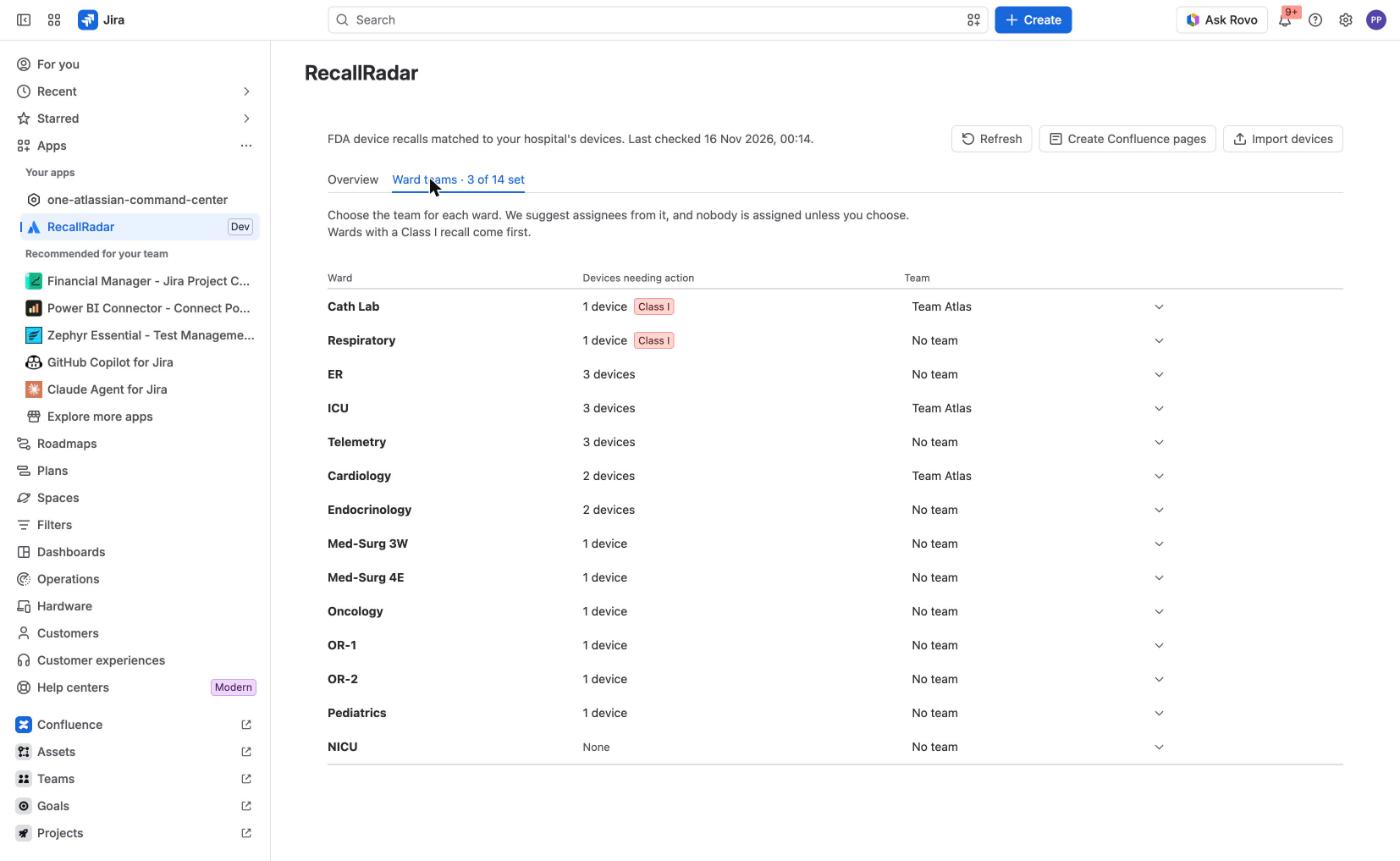 Jira
Search
Create
Ask Rovo
9+
PP
For you
Recent
Starred
Apps
Your apps
one-atlassian-command-center
RecallRadar
Dev
Recommended for your team
Financial Manager - Jira Project C...
Power BI Connector - Connect Po...
Zephyr Essential - Test Manageme...
GitHub Copilot for Jira
Claude Agent for Jira
Explore more apps
Roadmaps
Plans
Spaces
Filters
Dashboards
Operations
Hardware
Customers
Customer experiences
Help centers
Modern
Confluence
Assets
Teams
Goals
Projects
RecallRadar
FDA device recalls matched to your hospital's devices. Last checked 16 Nov 2026, 00:14.
Refresh
Create Confluence pages
Import devices
Overview
Ward teams · 3 of 14 set
Choose the team for each ward. We suggest assignees from it, and nobody is assigned unless you choose.
Wards with a Class I recall come first.
Ward Devices needing action Team
Cath Lab 1 device Class I Team Atlas
Respiratory 1 device Class I No team
ER 3 devices No team
ICU 3 devices Team Atlas
Telemetry 3 devices No team
Cardiology 2 devices Team Atlas
Endocrinology 2 devices No team
Med-Surg 3W 1 device No team
Med-Surg 4E 1 device No team
Oncology 1 device No team
OR-1 1 device No team
OR-2 1 device No team
Pediatrics 1 device No team
NICU None No team